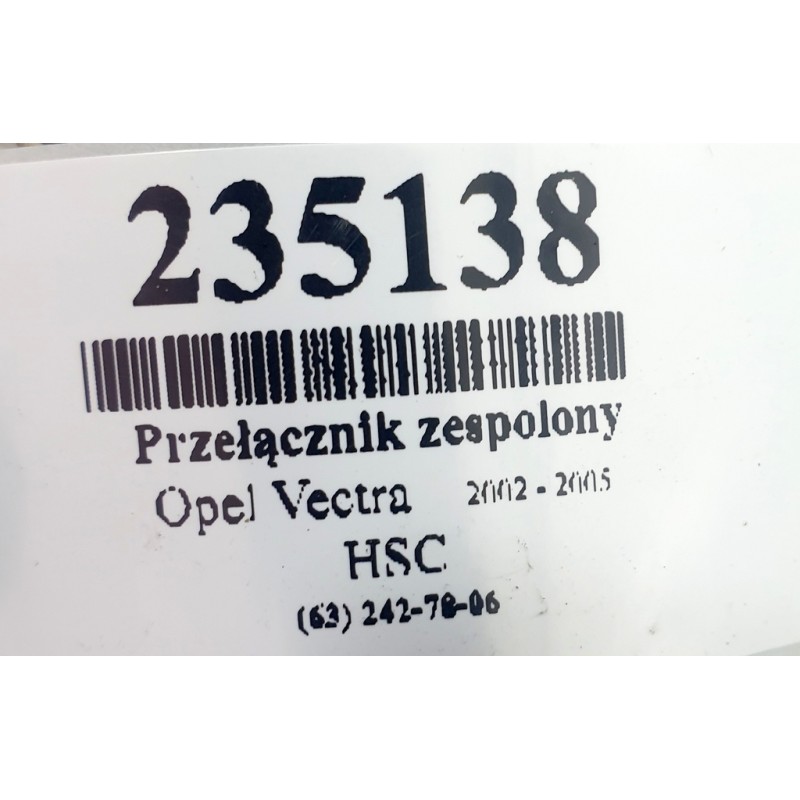 235138
Przełącznik zespolony
Opel Vectra 2002 - 2005
HSC
(63) 242-78-06